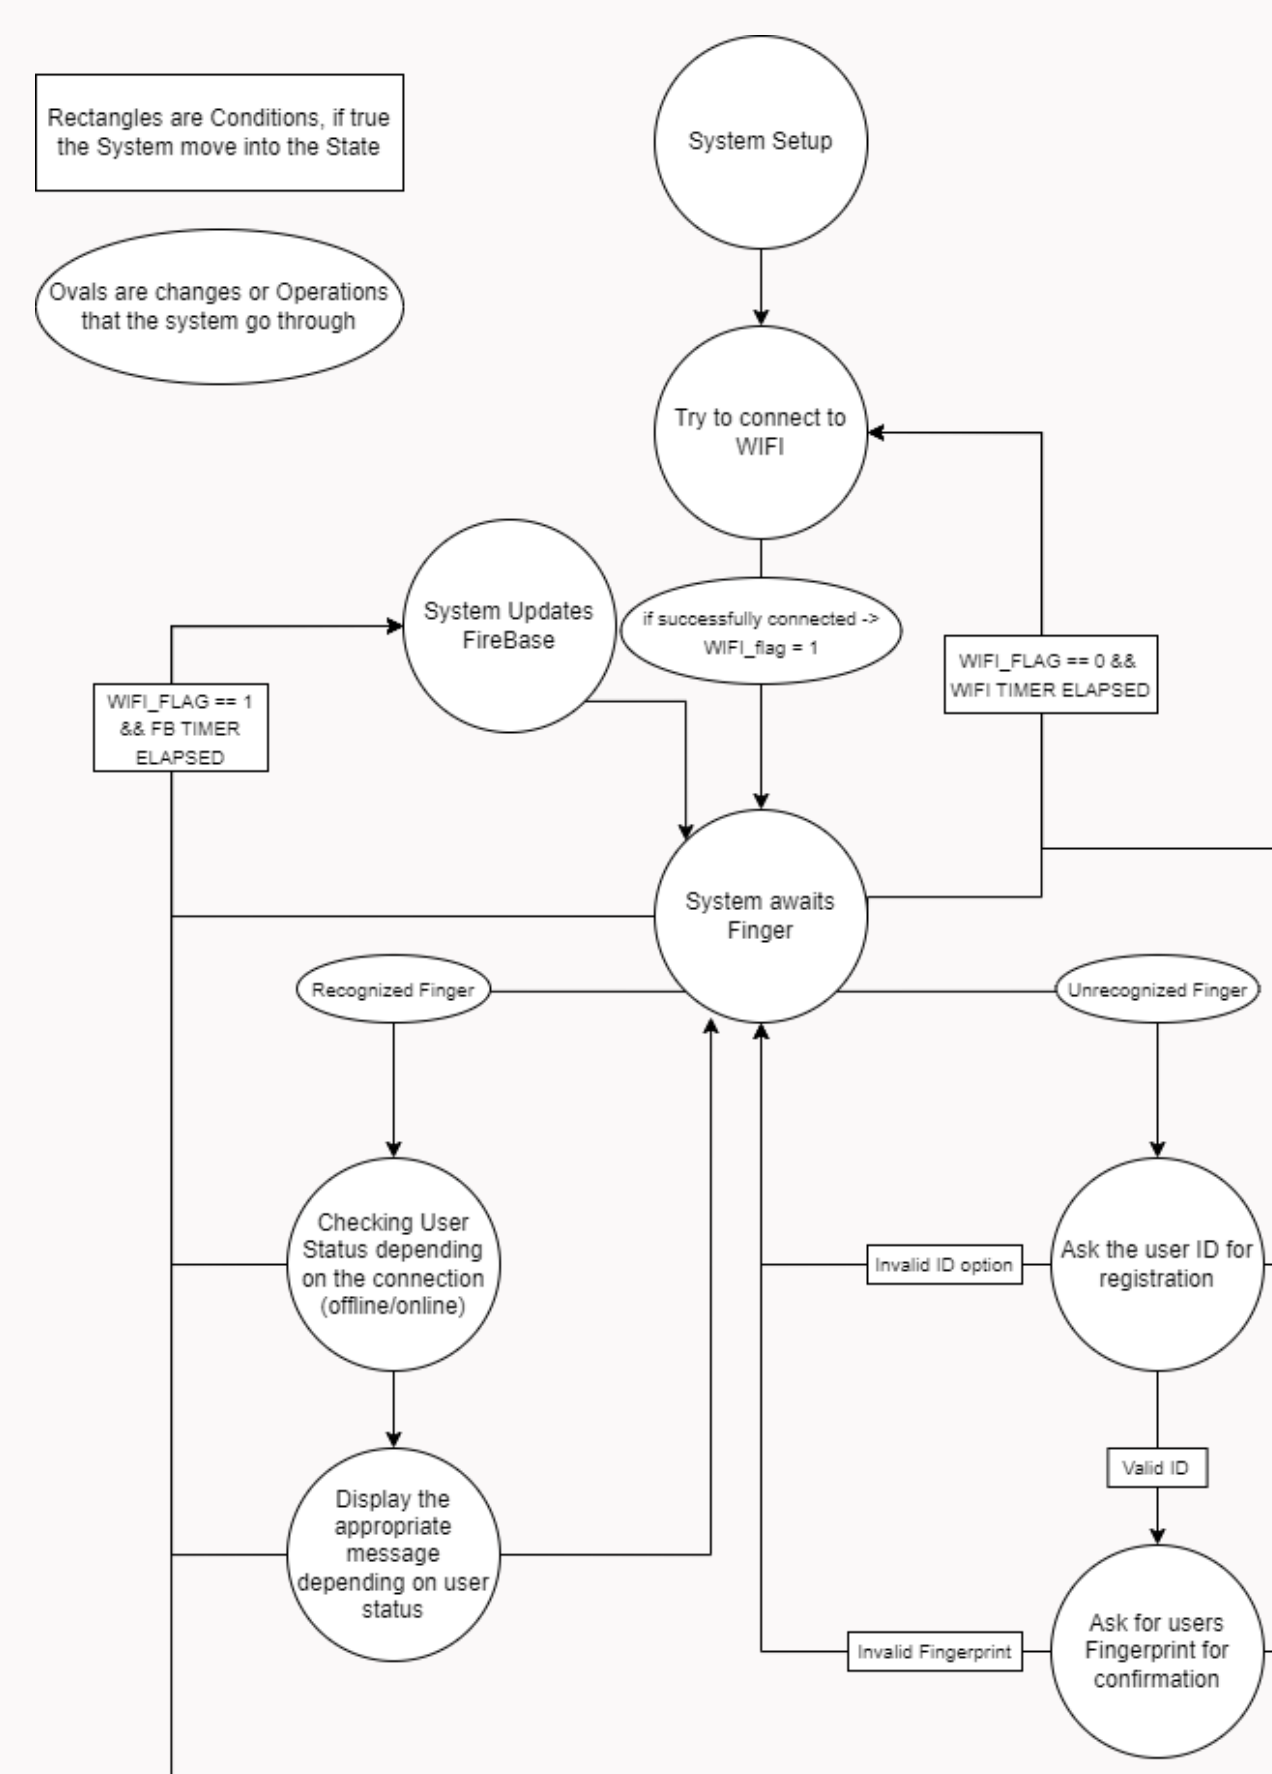 Rectangles are Conditions, if true
the System move into the State
Ovals are changes or Operations
that the system go through
System Setup
Try to connect to
WIFI
System Updates
FireBase
if successfully connected ->
WIFI_flag = 1
WIFI_FLAG == 0 &&
WIFI TIMER ELAPSED
WIFI_FLAG == 1
&& FB TIMER
ELAPSED
System awaits
Finger
Recognized Finger
Unrecognized Finger
Checking User
Status depending
on the connection
(offline/online)
Invalid ID option
Ask the user ID for
registration
Valid ID
Display the
appropriate
message
depending on user
status
Invalid Fingerprint
Ask for users
Fingerprint for
confirmation